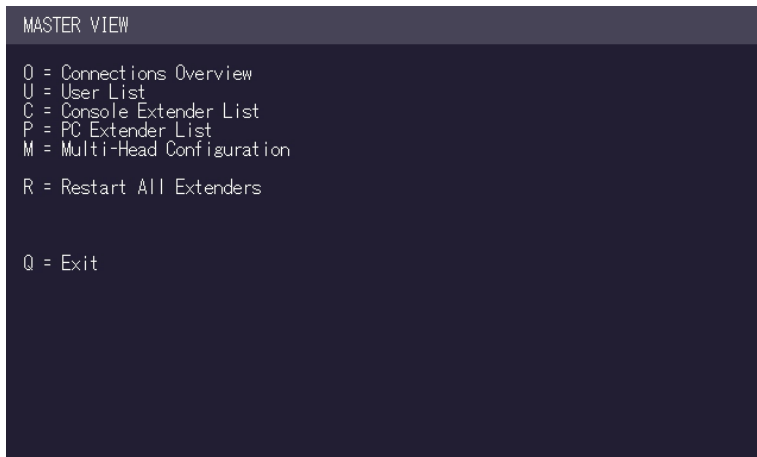 MASTER VIEW
O = Connections Overview
U = User List
C = Console Extender List
P = PC Extender List
M = Multi-Head Configuration
R = Restart All Extenders
Q = Exit